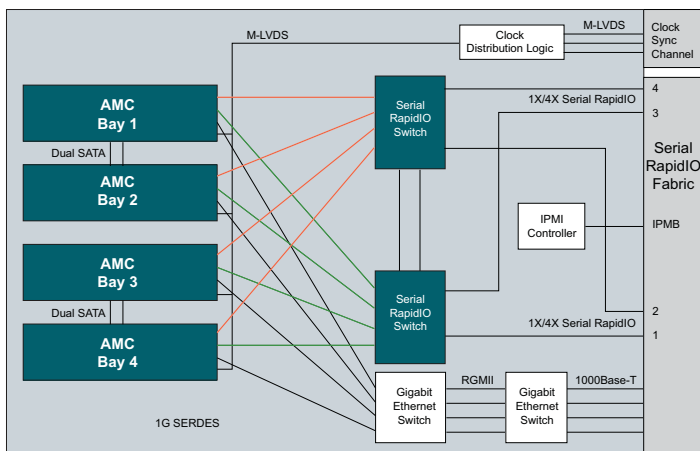 M-LVDS
Clock
Distribution Logic
M-LVDS
Clock
Sync
Channel
AMC
Bay 1
Dual SATA
AMC
Bay 2
AMC
Bay 3
Dual SATA
AMC
Bay 4
Serial
RapidIO
Switch
4
1X/4X Serial RapidIO
3
Serial
RapidIO
Fabric
IPMI
Controller
IPMB
Serial
RapidIO
Switch
2
1X/4X Serial RapidIO
1
Gigabit
Ethernet
Switch
RGMII
Gigabit
Ethernet
Switch
1000Base-T
1G SERDES